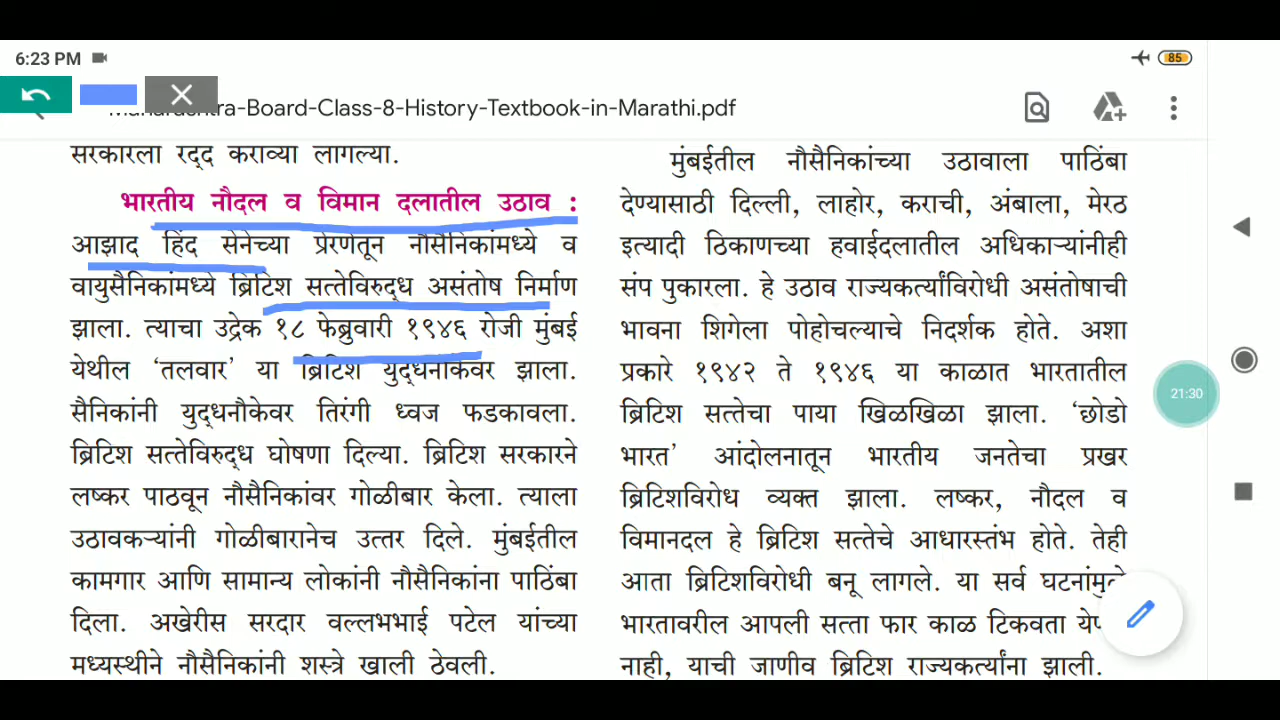 6:23 PM
85
-Board-Class-8-History-Textbook-in-Marathi.pdf
सरकारला रद्द कराव्या लागल्या.
भारतीय नौदल व विमान दलातील उठाव :
आझाद हिंद सेनेच्या प्रेरणेतून नौसैनिकांमध्ये व
वायुसैनिकांमध्ये ब्रिटिश सत्तेविरुद्ध असंतोष निर्माण
झाला. त्याचा उद्रेक १८ फेब्रुवारी १९४६ रोजी मुंबई
येथील ‘तलवार’ या ब्रिटिश युद्धनौकेवर झाला.
सैनिकांनी युद्धनौकेवर तिरंगी ध्वज फडकावला.
ब्रिटिश सत्तेविरुद्ध घोषणा दिल्या. ब्रिटिश सरकारने
लष्कर पाठवून नौसैनिकांवर गोळीबार केला. त्याला
उठावकऱ्यांनी गोळीबारानेच उत्तर दिले. मुंबईतील
कामगार आणि सामान्य लोकांनी नौसैनिकांना पाठिंबा
दिला. अखेरीस सरदार वल्लभभाई पटेल यांच्या
मध्यस्थीने नौसैनिकांनी शस्त्रे खाली ठेवली.
मुंबईतील नौसैनिकांच्या उठावाला पाठिंबा
देण्यासाठी दिल्ली, लाहोर, कराची, अंबाला, मेरठ
इत्यादी ठिकाणच्या हवाईदलातील अधिकाऱ्यांनीही
संप पुकारला. हे उठाव राज्यकर्त्यांविरोधी असंतोषाची
भावना शिगेला पोहोचल्याचे निदर्शक होते. अशा
प्रकारे १९४२ ते १९४६ या काळात भारतातील
ब्रिटिश सत्तेचा पाया खिळखिळा झाला. ‘छोडो
भारत’ आंदोलनातून भारतीय जनतेचा प्रखर
ब्रिटिशविरोध व्यक्त झाला. लष्कर, नौदल व
विमानदल हे ब्रिटिश सत्तेचे आधारस्तंभ होते. तेही
आता ब्रिटिशविरोधी बनू लागले. या सर्व घटनांमुळे
भारतावरील आपली सत्ता फार काळ टिकवता
नाही, याची जाणीव ब्रिटिश राज्यकर्त्यांना झाली.
21:30